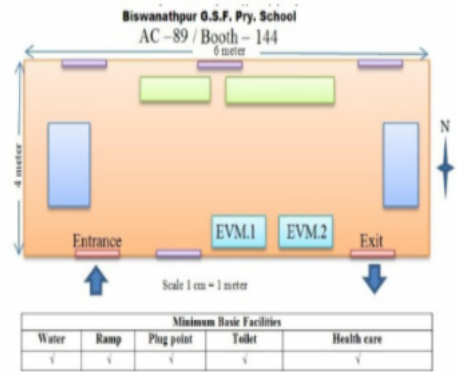 Biswanathpur G.S.F. Pry. School
AC –89 / Booth – 144
6 meter
4 meter
N
EVM.1 EVM.2
Entrance Exit
Scale 1 cm = 1 meter
Minimum Basic Facilities
Water Ramp Plug point Toilet Health care
√ √ √ √ √